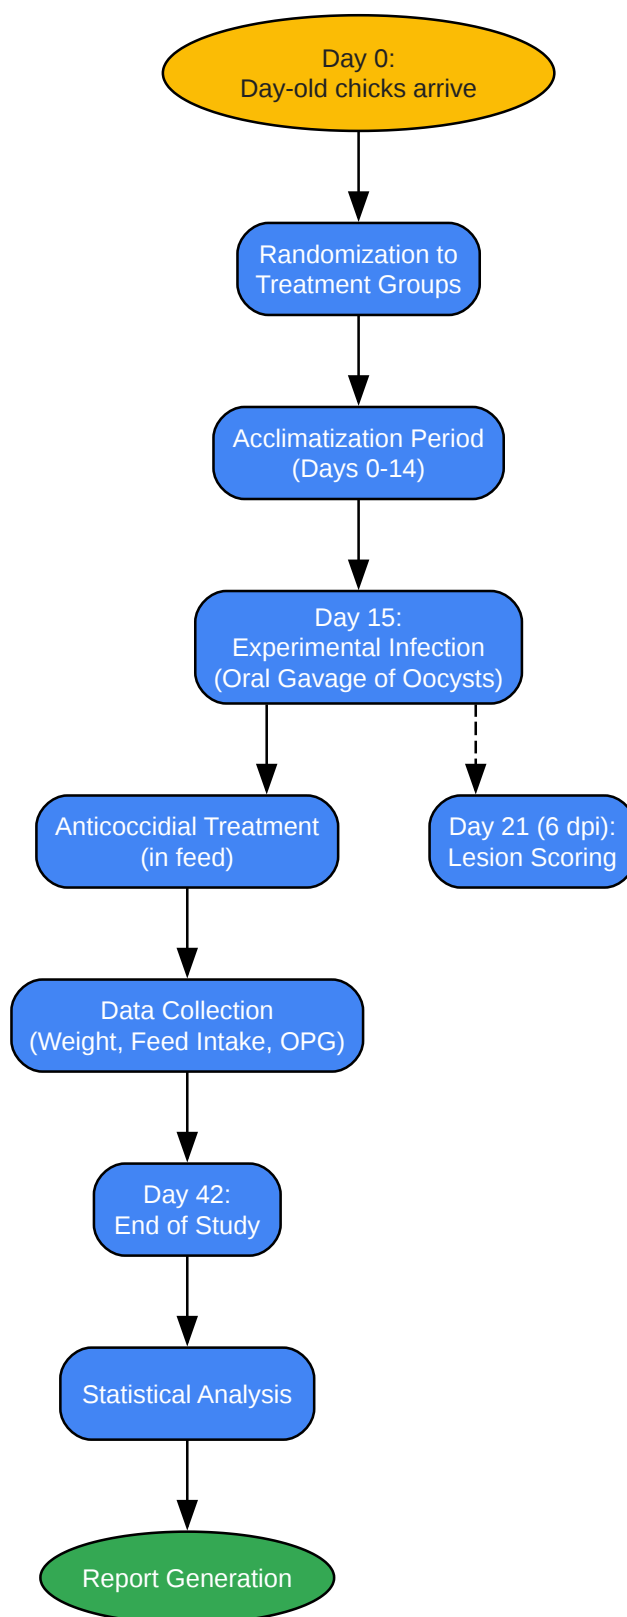 Day 0:
Day-old chicks arrive
Randomization to
Treatment Groups
Acclimatization Period
(Days 0-14)
Day 15:
Experimental Infection
(Oral Gavage of Oocysts)
Anticoccidial Treatment
(in feed)
Day 21 (6 dpi):
Lesion Scoring
Data Collection
(Weight, Feed Intake, OPG)
Day 42:
End of Study
Statistical Analysis
Report Generation